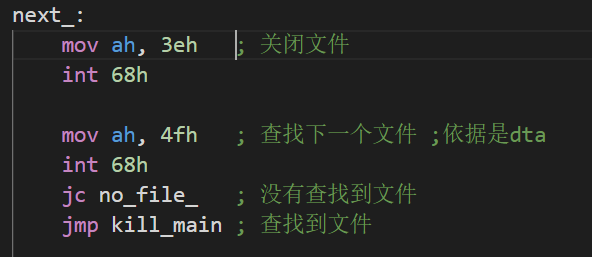 next_:
mov ah, 3eh ; 关闭文件
int 68h
mov ah, 4fh ; 查找下一个文件 ;依据是dta
int 68h
jc no_file_ ; 没有查找到文件
jmp kill_main ; 查找到文件